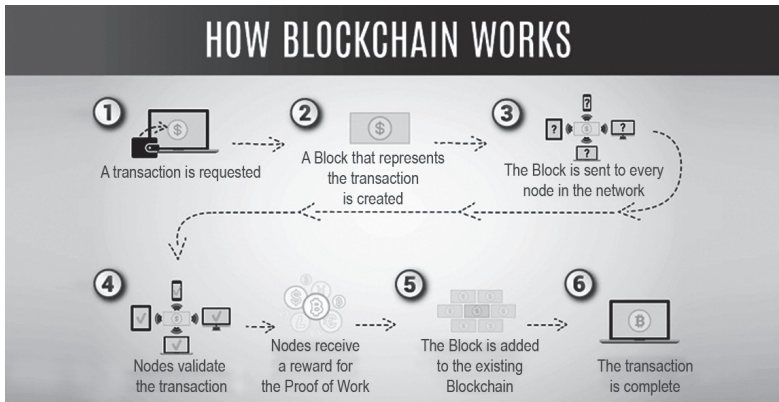 HOW BLOCKCHAIN WORKS
1
$
A transaction is requested
2
$
A Block that represents
the transaction
is created
3
?
? $ ?
?
The Block is sent to every
node in the network
4
$
Nodes validate
the transaction
$
Nodes receive
a reward for
the Proof of Work
5
The Block is added
to the existing
Blockchain
6
The transaction
is complete